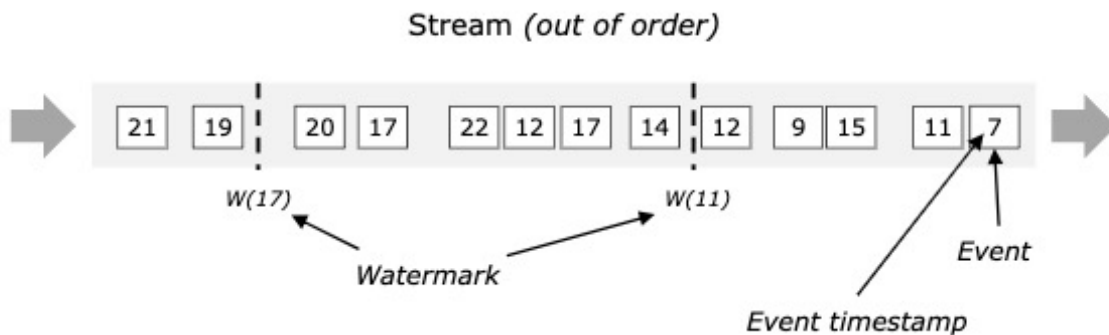 Stream (out of order)
21 19 20 17 22 12 17 14 12 9 15 11 7
W(17) W(11)
Watermark
Event
Event timestamp